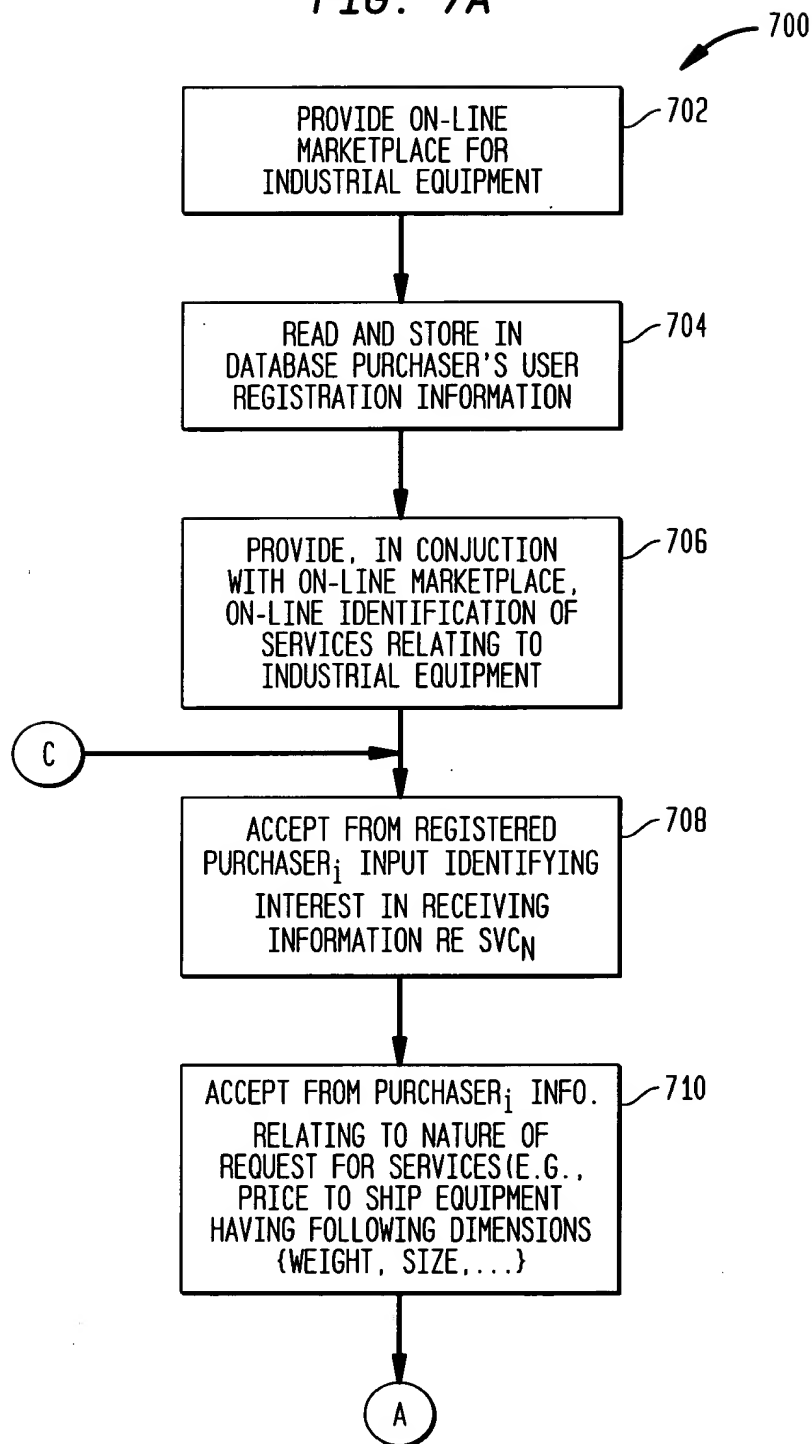 FIG. 7A
700
PROVIDE ON-LINE
MARKETPLACE FOR
INDUSTRIAL EQUIPMENT
702
READ AND STORE IN
DATABASE PURCHASER'S USER
REGISTRATION INFORMATION
704
PROVIDE, IN CONJUCTION
WITH ON-LINE MARKETPLACE,
ON-LINE IDENTIFICATION OF
SERVICES RELATING TO
INDUSTRIAL EQUIPMENT
706
C
ACCEPT FROM REGISTERED
PURCHASERi INPUT IDENTIFYING
INTEREST IN RECEIVING
INFORMATION RE SVCN
708
ACCEPT FROM PURCHASERi INFO.
RELATING TO NATURE OF
REQUEST FOR SERVICES(E.G.,
PRICE TO SHIP EQUIPMENT
HAVING FOLLOWING DIMENSIONS
{WEIGHT, SIZE,...}
710
A